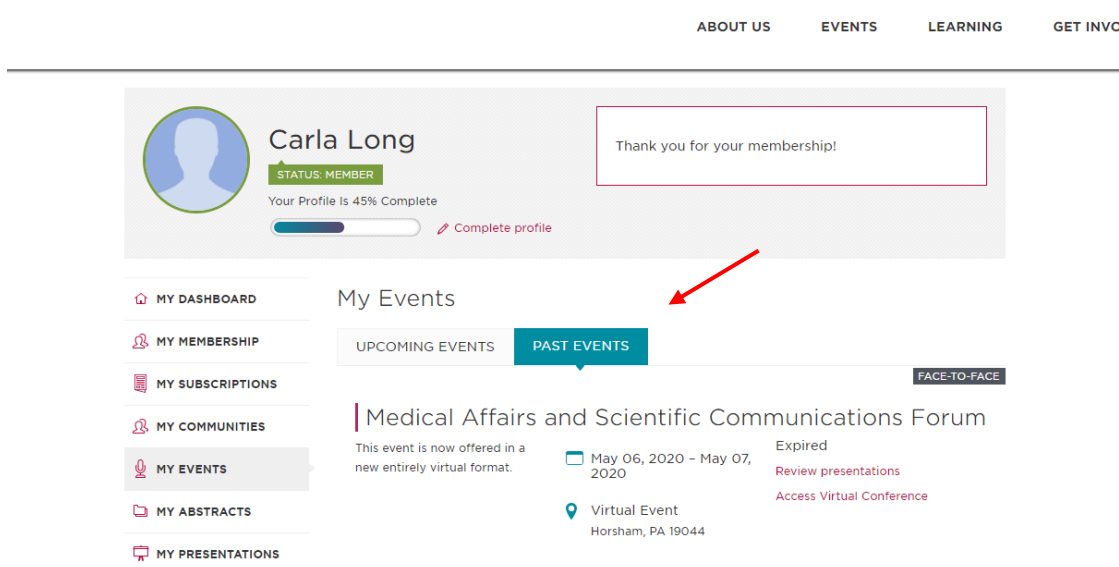 ABOUT US EVENTS LEARNING GET INVO
Carla Long
STATUS: MEMBER
Your Profile Is 45% Complete
Complete profile
Thank you for your membership!
MY DASHBOARD
MY MEMBERSHIP
MY SUBSCRIPTIONS
MY COMMUNITIES
MY EVENTS
MY ABSTRACTS
MY PRESENTATIONS
My Events
UPCOMING EVENTS PAST EVENTS
FACE-TO-FACE
Medical Affairs and Scientific Communications Forum
This event is now offered in a
new entirely virtual format.
May 06, 2020 – May 07,
2020
Virtual Event
Horsham, PA 19044
Expired
Review presentations
Access Virtual Conference